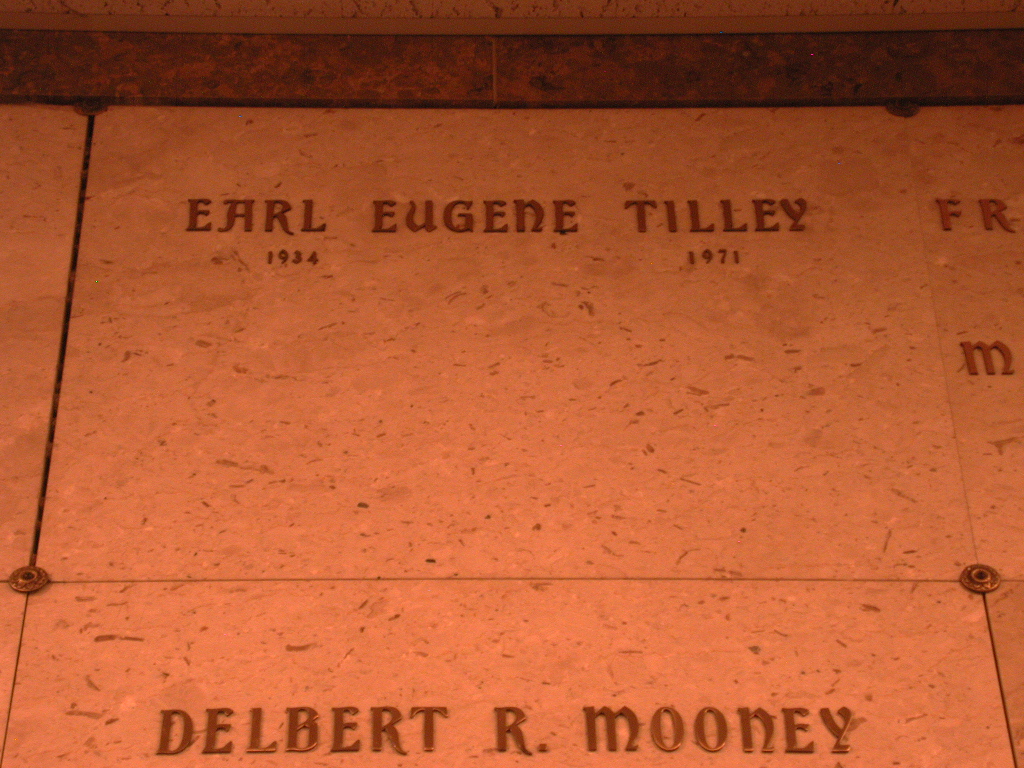 EARL EUGENE TILLEY
1934 1971
DELBERT R. MOONEY